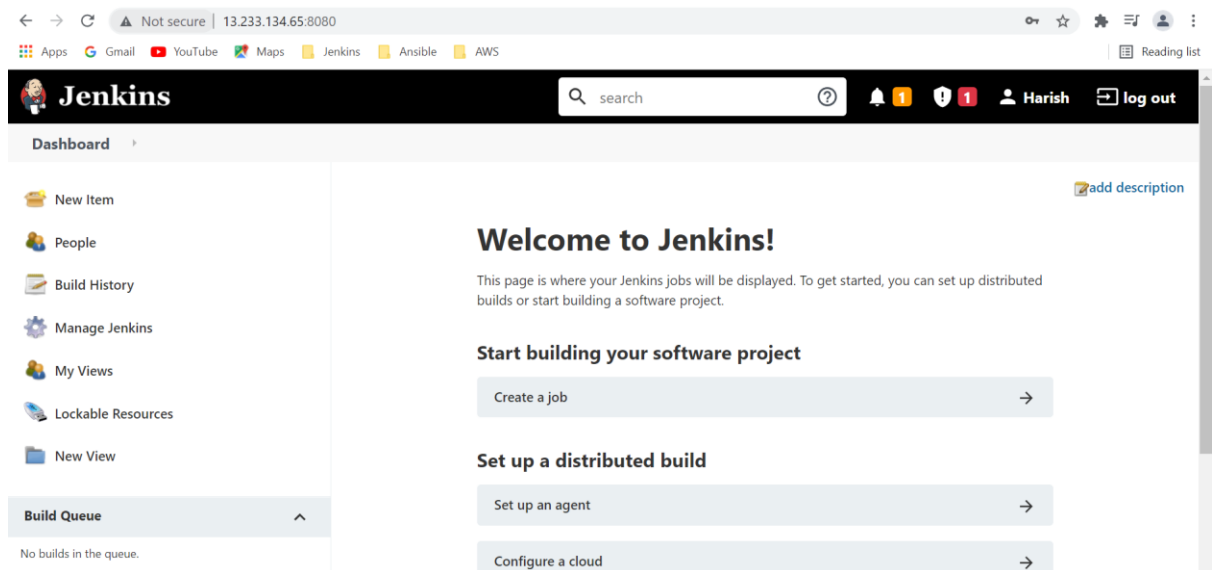 Not secure | 13.233.134.65:8080
Apps Gmail YouTube Maps Jenkins Ansible AWS Reading list
Jenkins search 1 1 Harish log out
Dashboard
add description
New Item
People
Build History
Manage Jenkins
My Views
Lockable Resources
New View
Build Queue
No builds in the queue.
Welcome to Jenkins!
This page is where your Jenkins jobs will be displayed. To get started, you can set up distributed
builds or start building a software project.
Start building your software project
Create a job
Set up a distributed build
Set up an agent
Configure a cloud